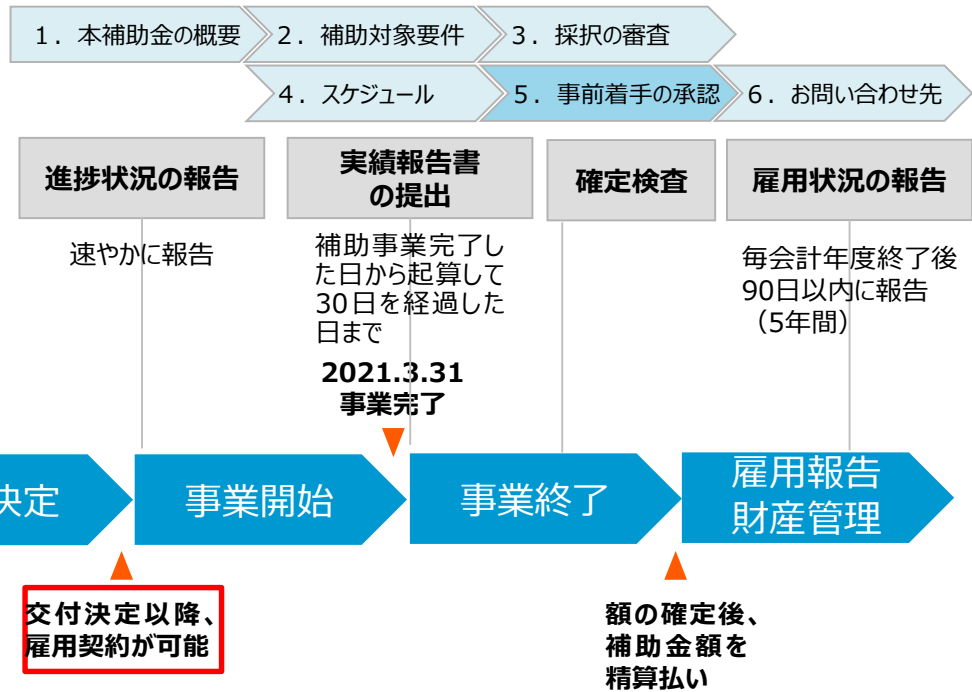 1．本補助金の概要
2．補助対象要件
3．採択の審査
4．スケジュール
5．事前着手の承認
6．お問い合わせ先
進捗状況の報告
実績報告書
の提出
確定検査
雇用状況の報告
速やかに報告
補助事業完了し
た日から起算して
30日を経過した
日まで
毎会計年度終了後
90日以内に報告
（5年間）
2021.3.31
事業完了
決定
事業開始
事業終了
雇用報告
財産管理
交付決定以降、
雇用契約が可能
額の確定後、
補助金額を
精算払い